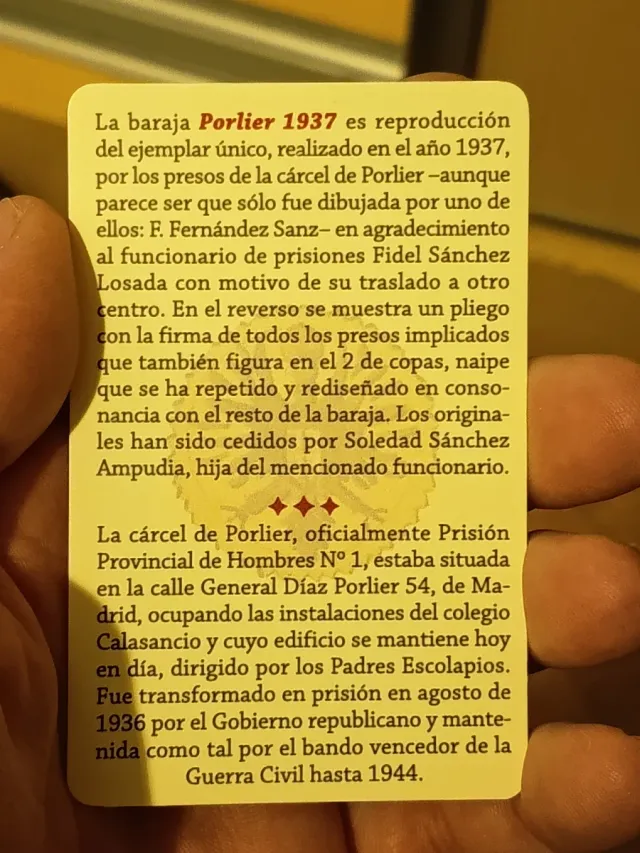 La baraja Porlier 1937 es reproducción
del ejemplar único, realizado en el año 1937,
por los presos de la cárcel de Porlier –aunque
parece ser que sólo fue dibujada por uno de
ellos: F. Fernández Sanz– en agradecimiento
al funcionario de prisiones Fidel Sánchez
Losada con motivo de su traslado a otro
centro. En el reverso se muestra un pliego
con la firma de todos los presos implicados
que también figura en el 2 de copas, naipe
que se ha repetido y rediseñado en conso-
nancia con el resto de la baraja. Los origina-
les han sido cedidos por Soledad Sánchez
Ampudia, hija del mencionado funcionario.
La cárcel de Porlier, oficialmente Prisión
Provincial de Hombres Nº 1, estaba situada
en la calle General Díaz Porlier 54, de Ma-
drid, ocupando las instalaciones del colegio
Calasancio y cuyo edificio se mantiene hoy
en día, dirigido por los Padres Escolapios.
Fue transformado en prisión en agosto de
1936 por el Gobierno republicano y mante-
nida como tal por el bando vencedor de la
Guerra Civil hasta 1944.